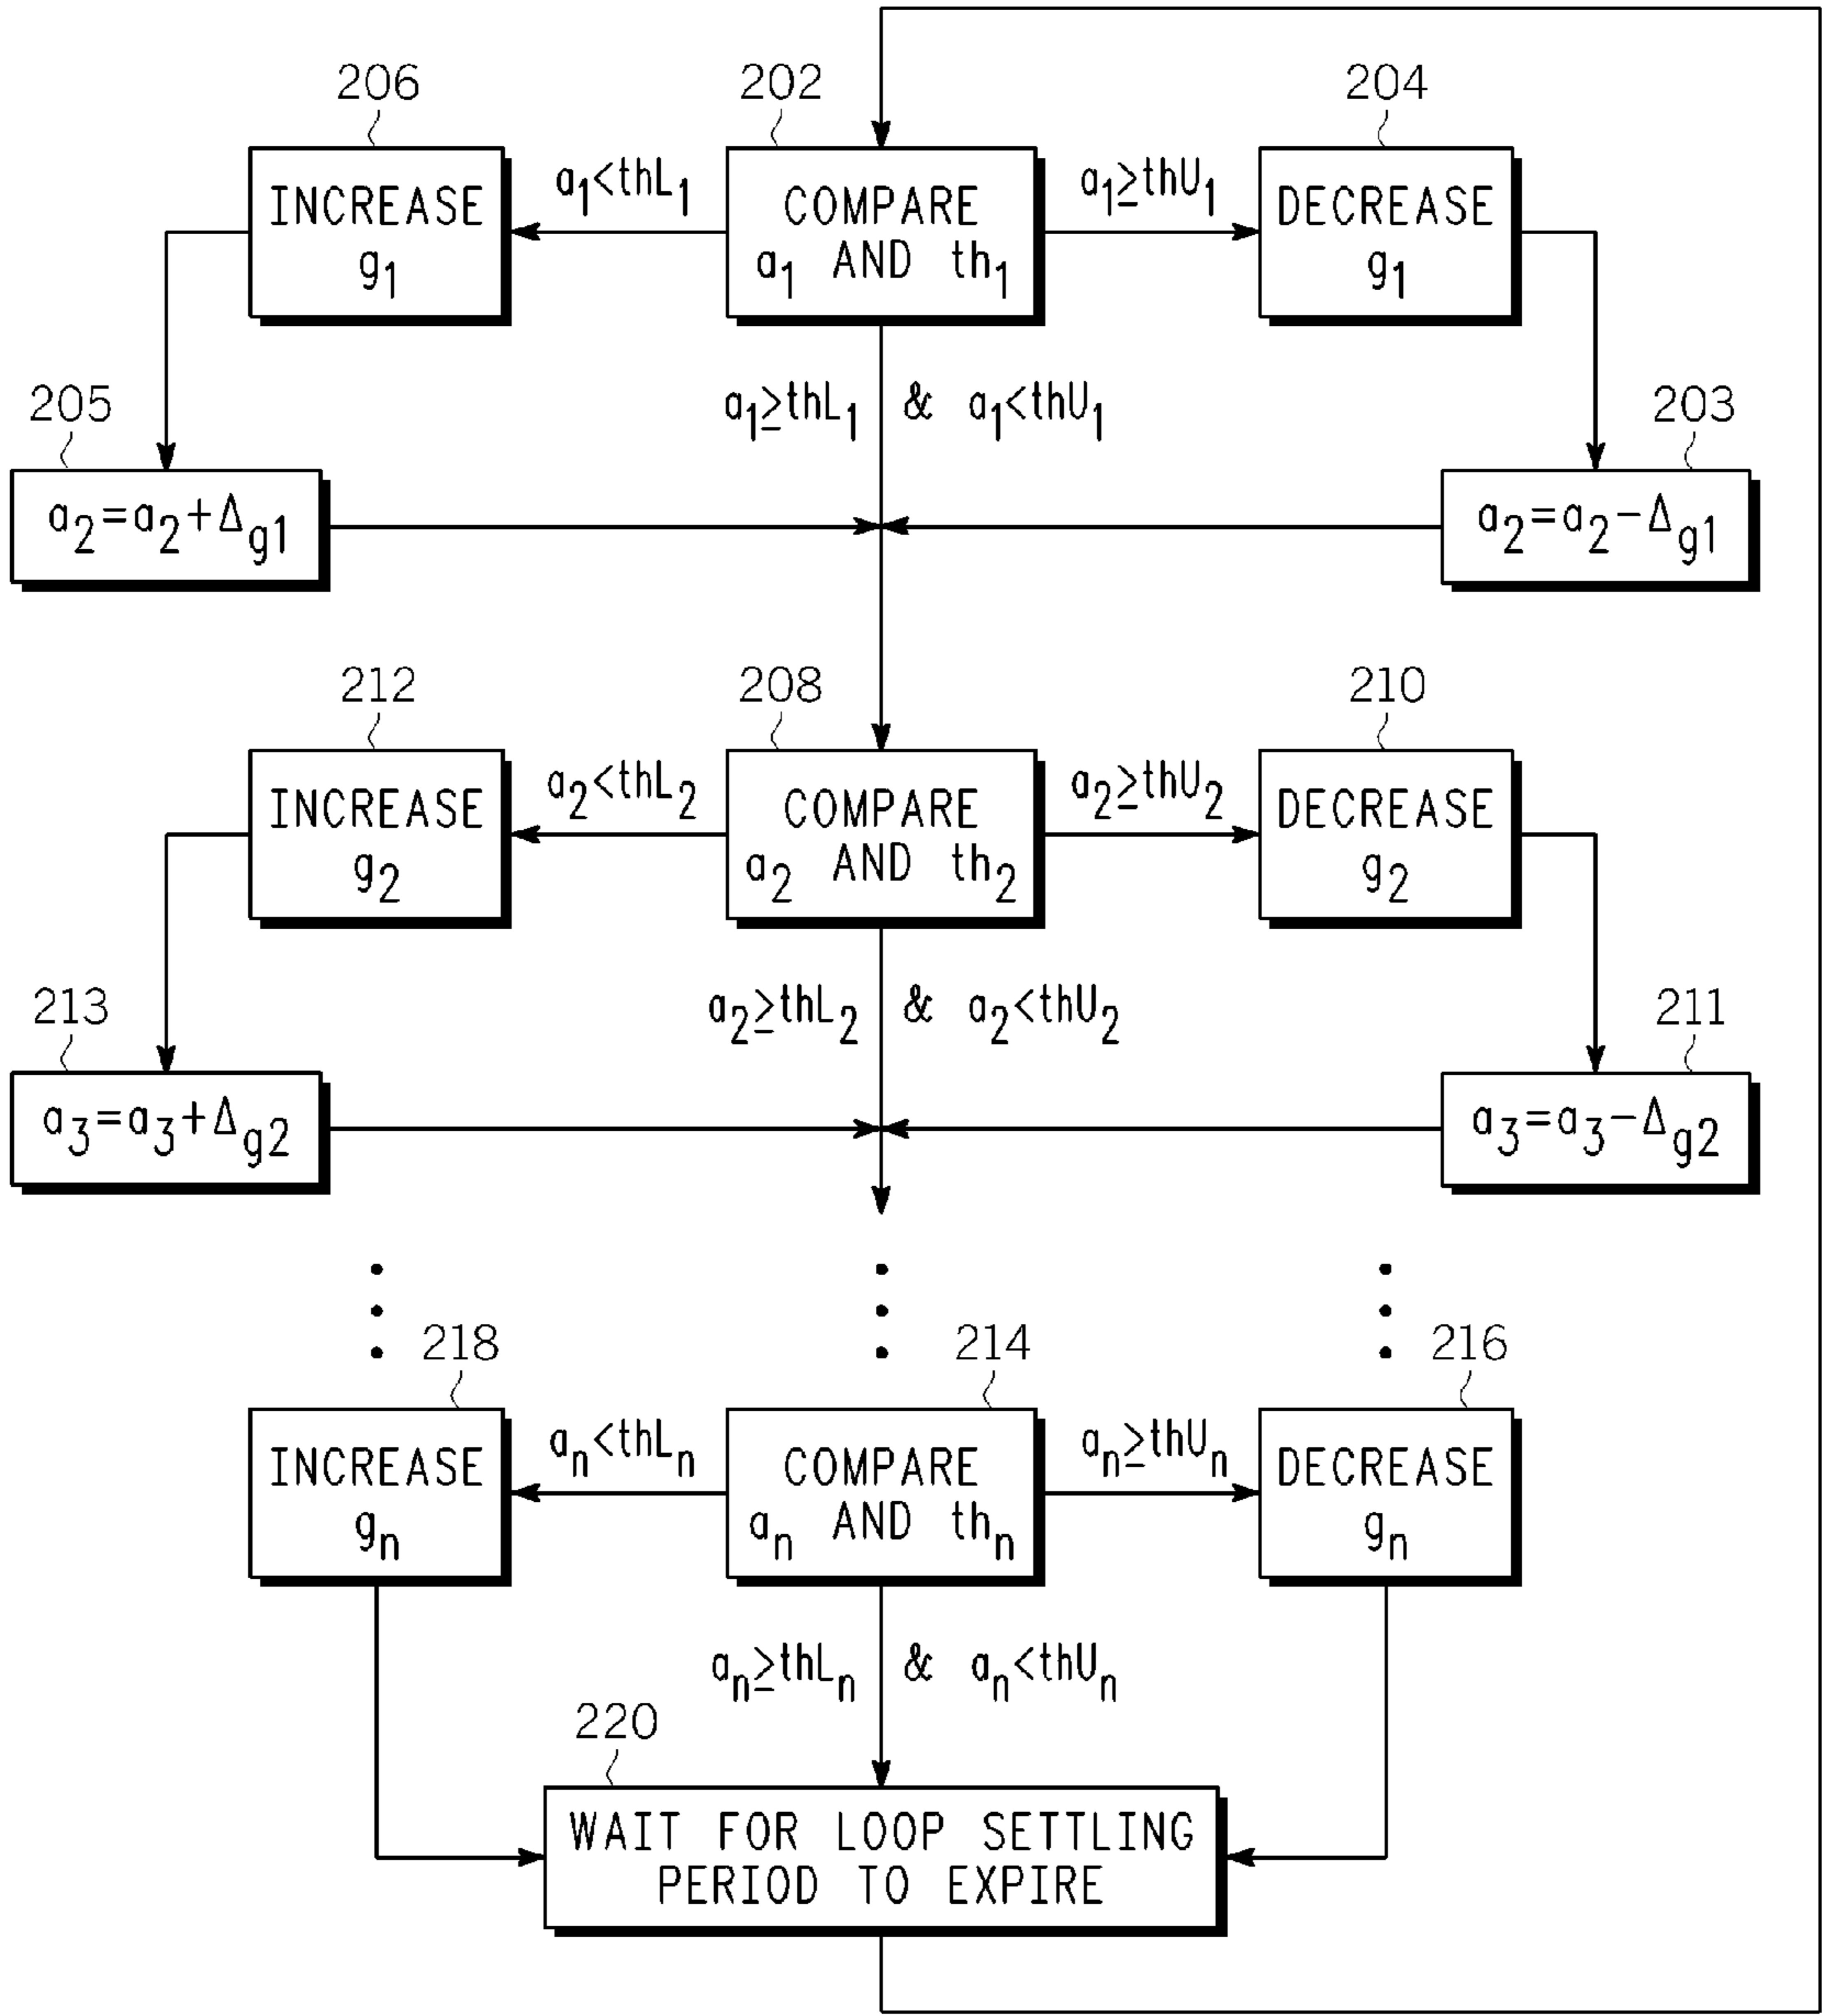 206
202
204
INCREASE
g₁
a₁<thL₁
COMPARE
a₁ AND th₁
a₁≥thU₁
DECREASE
g₁
a₁≥thL₁ & a₁<thU₁
205
203
a₂=a₂+Δg1
a₂=a₂−Δg1
212
208
210
INCREASE
g₂
a₂<thL₂
COMPARE
a₂ AND th₂
a₂≥thU₂
DECREASE
g₂
a₂≥thL₂ & a₂<thU₂
213
211
a₃=a₃+Δg2
a₃=a₃−Δg2
218
214
216
INCREASE
gₙ
aₙ<thLₙ
COMPARE
aₙ AND thₙ
aₙ≥thUₙ
DECREASE
gₙ
aₙ≥thLₙ & aₙ<thUₙ
220
WAIT FOR LOOP SETTLING
PERIOD TO EXPIRE